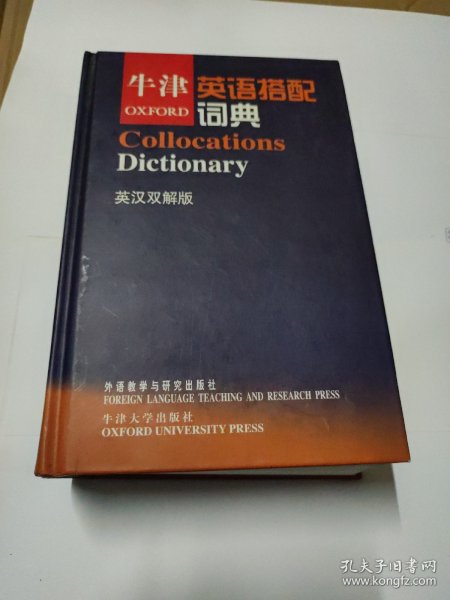 牛津
OXFORD
英语搭配
词典
Collocations
Dictionary
英汉双解版
外语教学与研究出版社
FOREIGN LANGUAGE TEACHING AND RESEARCH PRESS
牛津大学出版社
OXFORD UNIVERSITY PRESS
孔夫子旧书网
www.kongfz.com